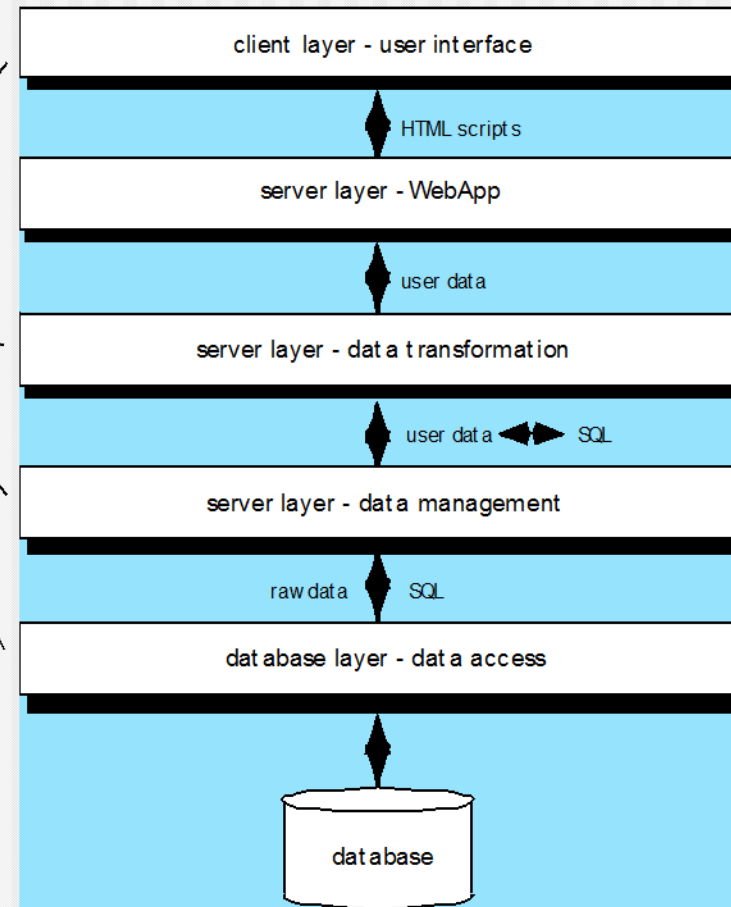 client layer - user interface
HTML scripts
server layer - WebApp
user data
server layer - data transformation
user data SQL
server layer - data management
raw data SQL
database layer - data access
database